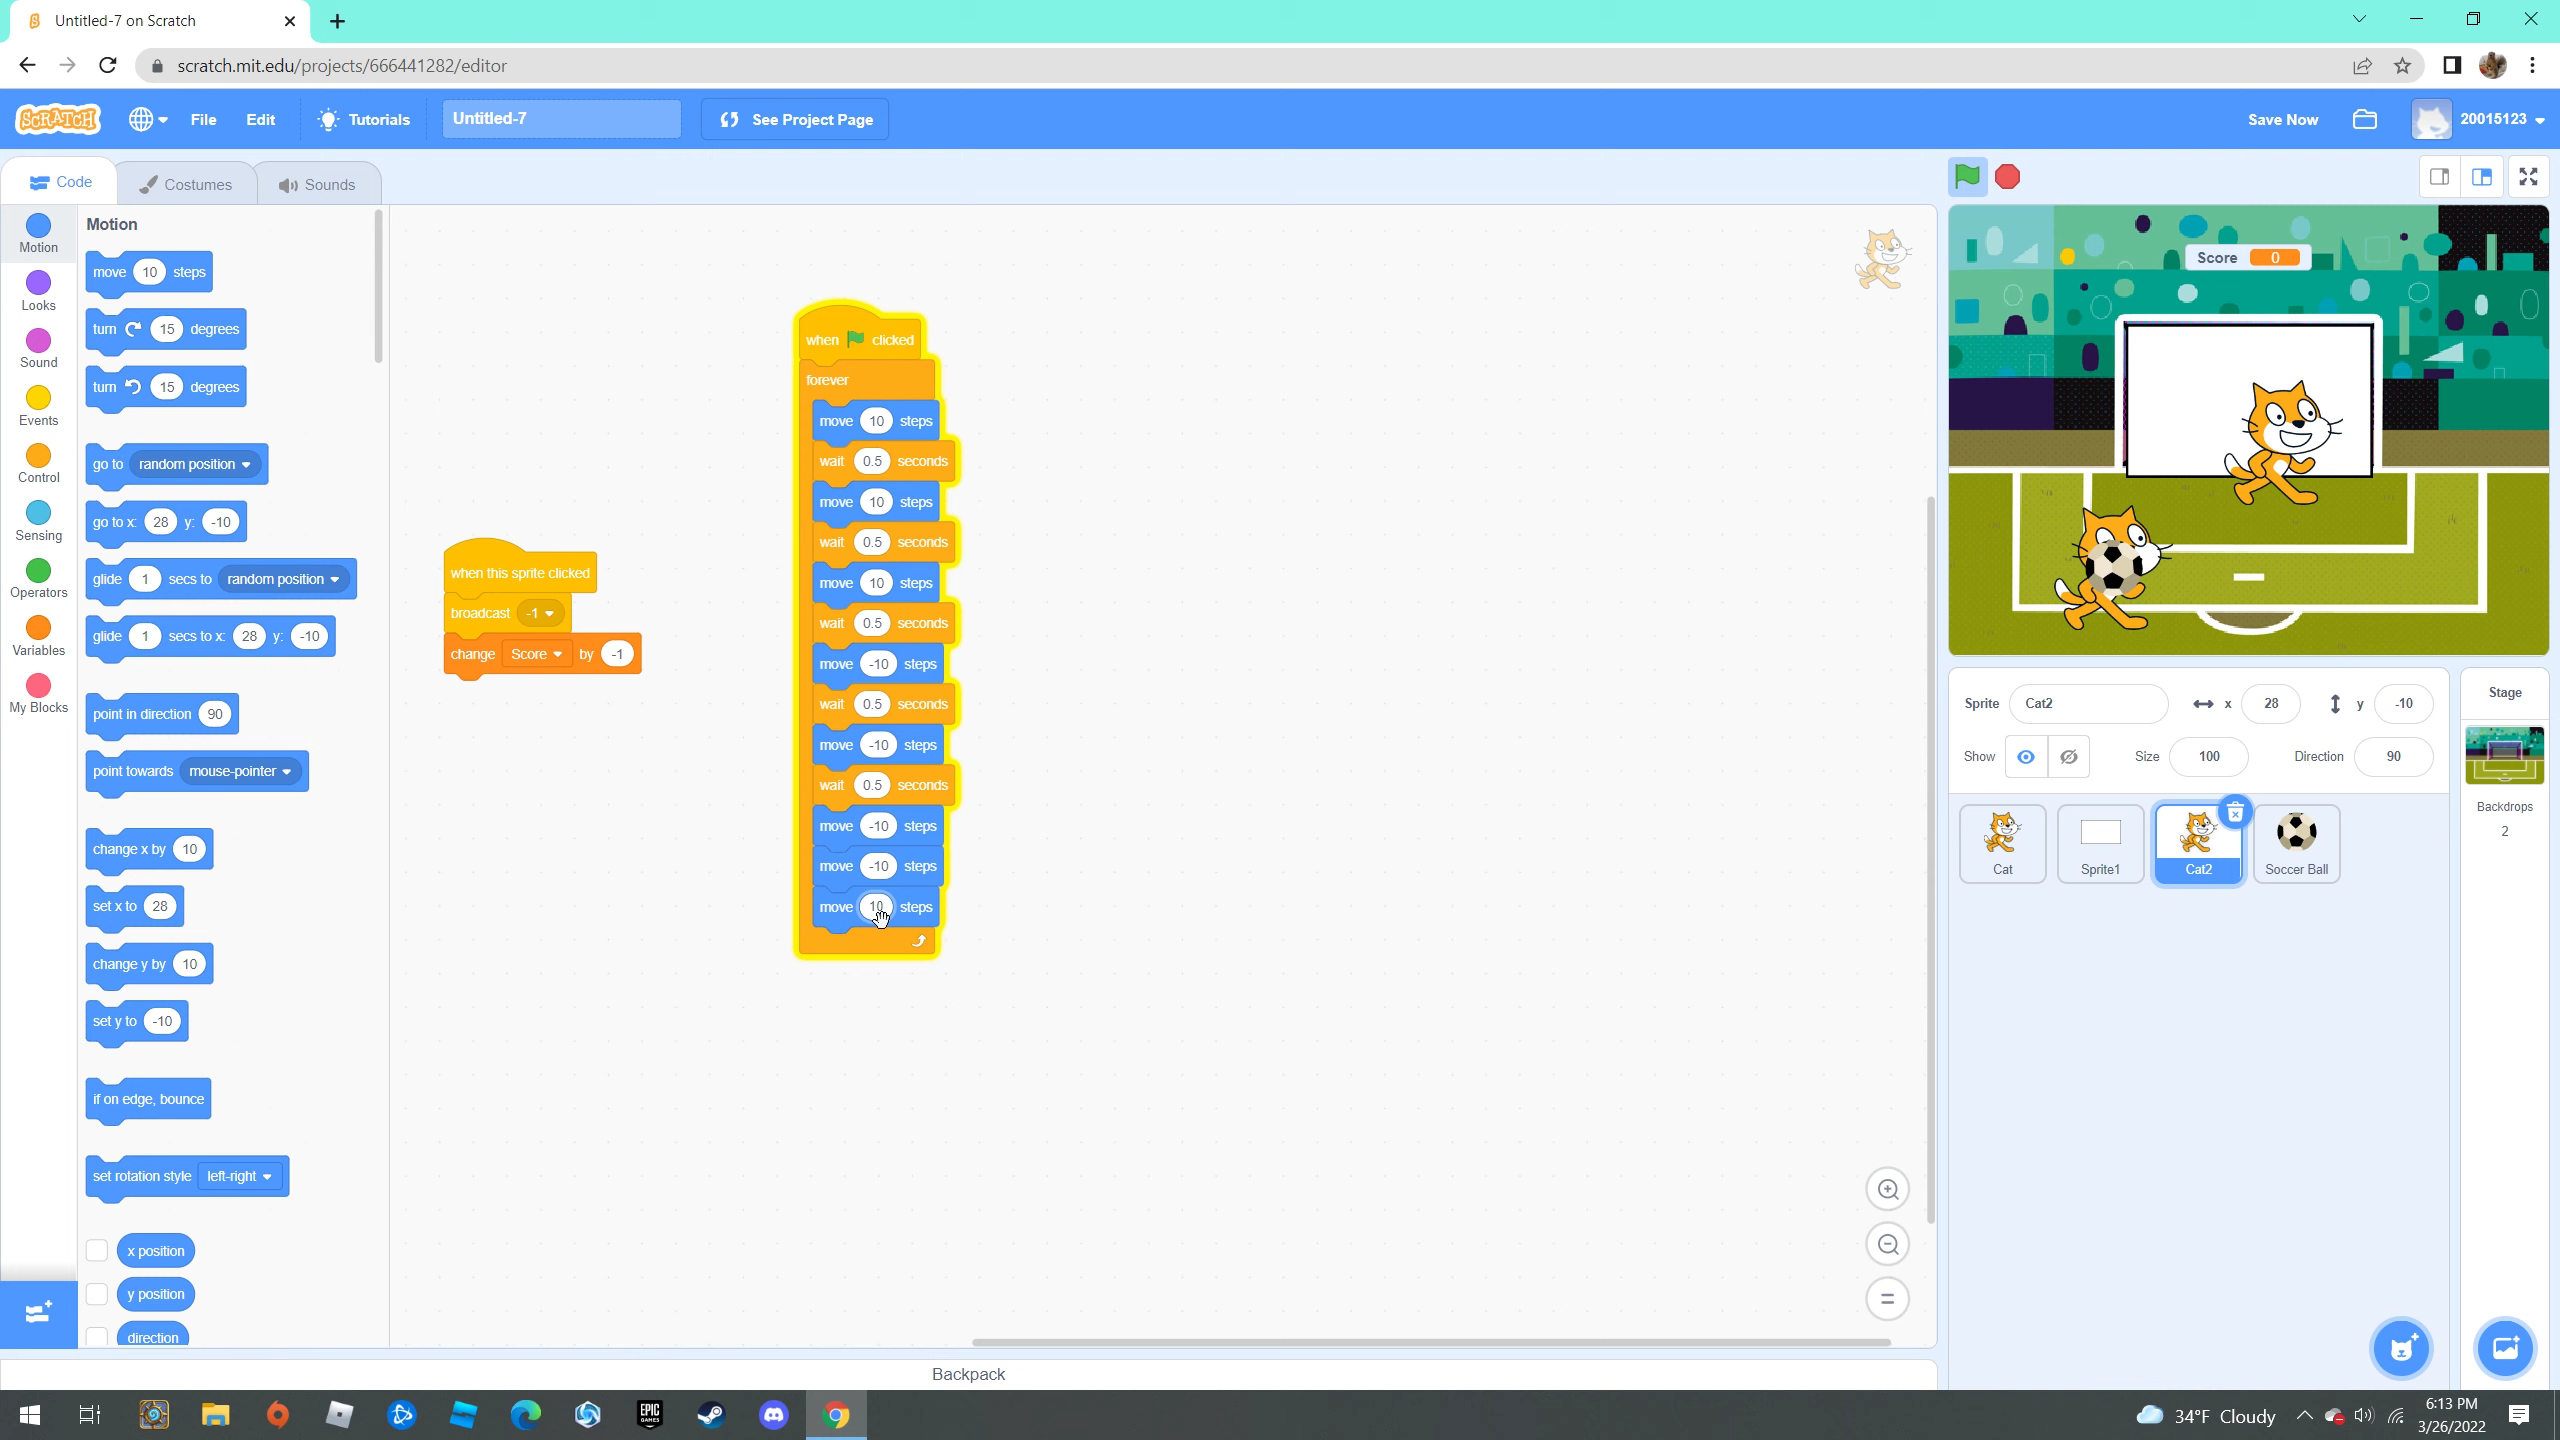 Untitled-7 on Scratch
scratch.mit.edu/projects/666441282/editor
SCRATCH
File
Edit
Tutorials
Untitled-7
See Project Page
Save Now
20015123
Code
Costumes
Sounds
Motion
Looks
Sound
Events
Control
Sensing
Operators
Variables
My Blocks
Motion
move 10 steps
turn 15 degrees
turn 15 degrees
go to random position
go to x: 28 y: -10
glide 1 secs to random position
glide 1 secs to x: 28 y: -10
point in direction 90
point towards mouse-pointer
change x by 10
set x to 28
change y by 10
set y to -10
if on edge, bounce
set rotation style left-right
x position
y position
direction
when this sprite clicked
broadcast -1
change Score by -1
when clicked
forever
move 10 steps
wait 0.5 seconds
move 10 steps
wait 0.5 seconds
move 10 steps
wait 0.5 seconds
move -10 steps
wait 0.5 seconds
move -10 steps
wait 0.5 seconds
move -10 steps
move -10 steps
move 10 steps
Backpack
Score 0
Sprite Cat2 x 28 y -10
Show Size 100 Direction 90
Cat
Sprite1
Cat2
Soccer Ball
Stage
Backdrops
2
EPIC
GAMES
34°F Cloudy
6:13 PM
3/26/2022